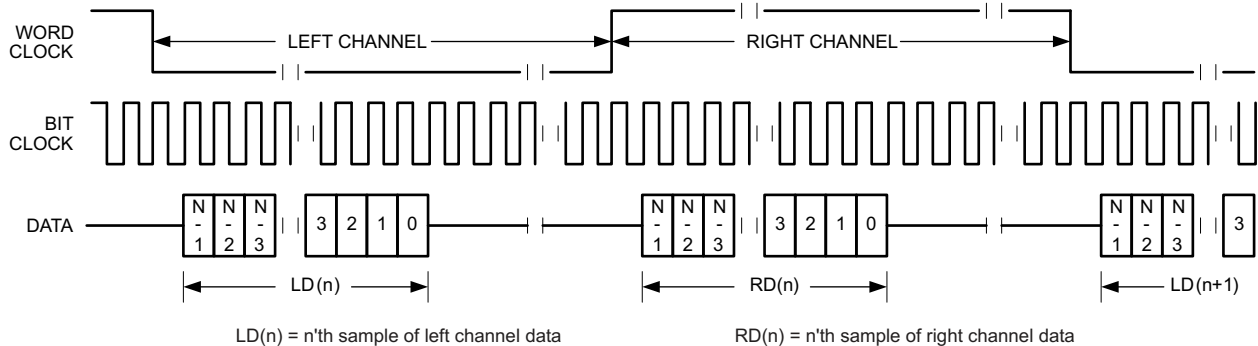 WORD
CLOCK
LEFT CHANNEL
RIGHT CHANNEL
BIT
CLOCK
DATA
N-1 N-2 N-3 3 2 1 0
N-1 N-2 N-3 3 2 1 0
N-1 N-2 N-3 3
LD(n)
RD(n)
LD(n+1)
LD(n) = n'th sample of left channel data
RD(n) = n'th sample of right channel data